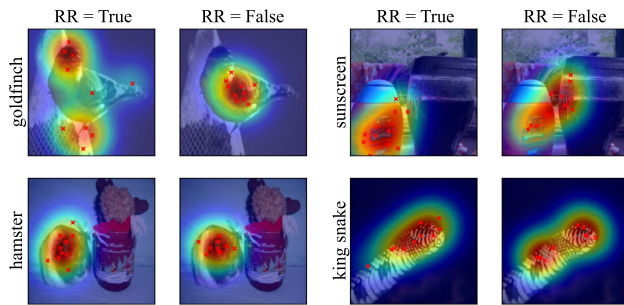 RR = True RR = False RR = True RR = False
goldfinch
sunscreen
hamster
king snake